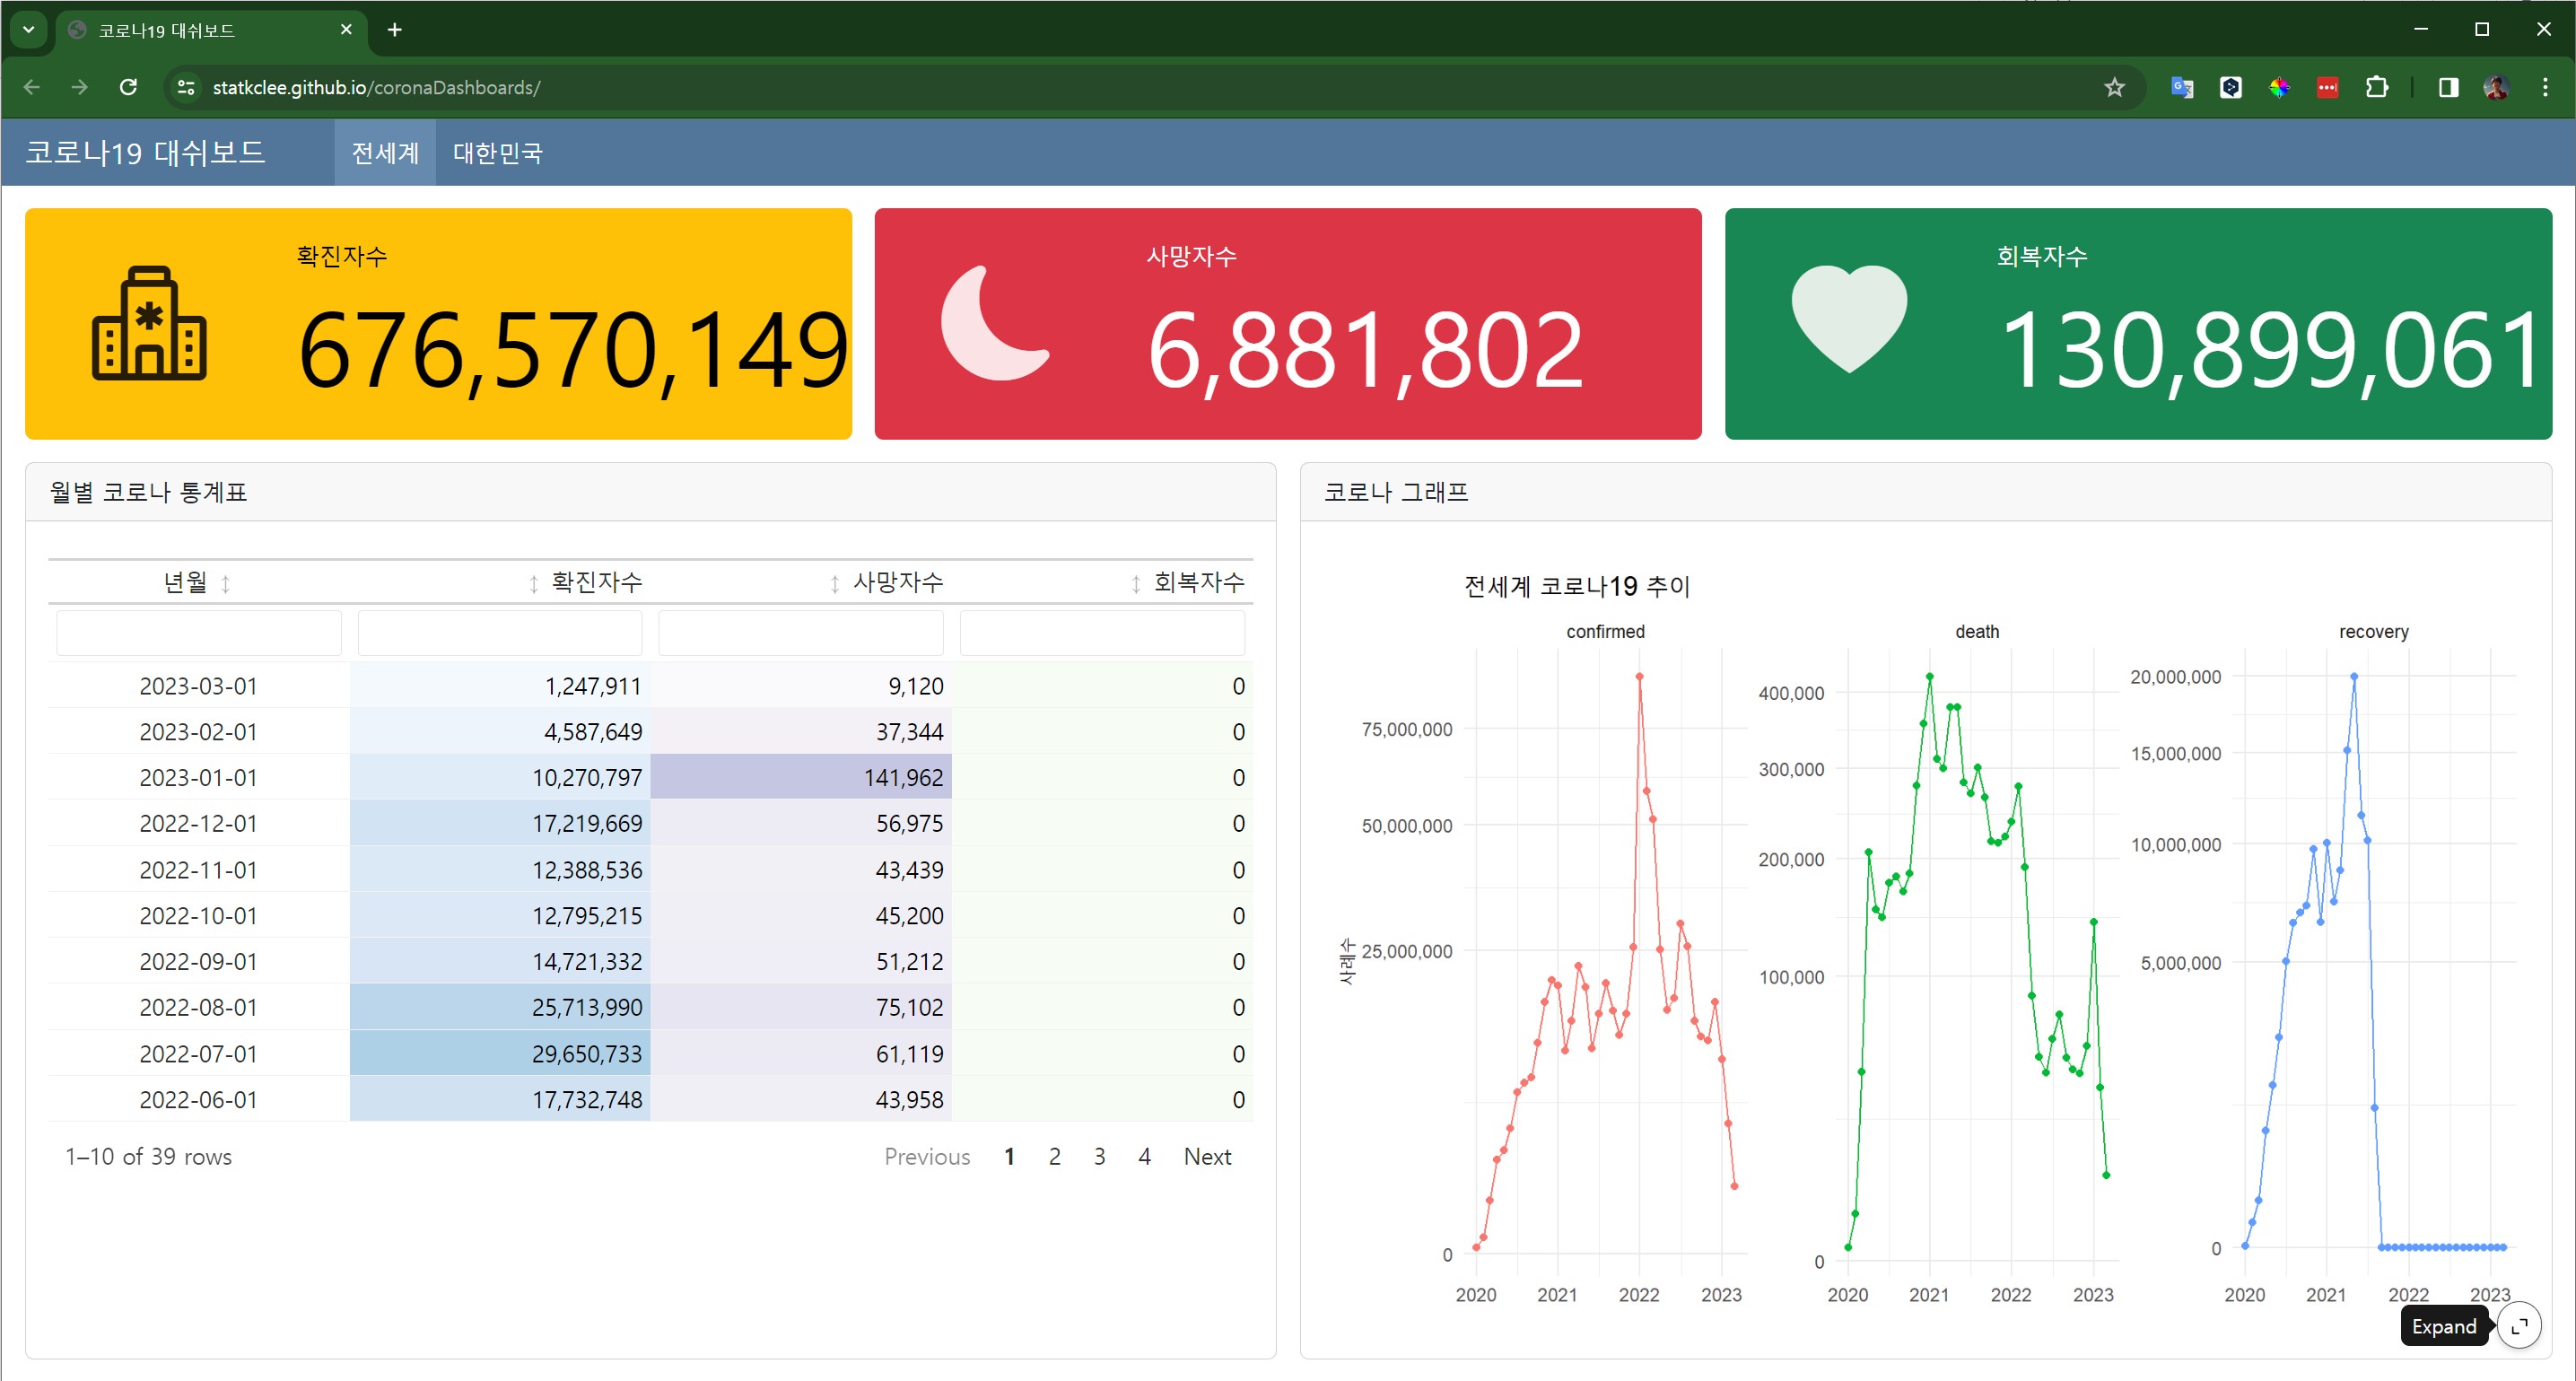 코로나19 대쉬보드
statkclee.github.io/coronaDashboards/
코로나19 대쉬보드 전세계 대한민국
확진자수
676,570,149
사망자수
6,881,802
회복자수
130,899,061
월별 코로나 통계표
년월 확진자수 사망자수 회복자수
2023-03-01 1,247,911 9,120 0
2023-02-01 4,587,649 37,344 0
2023-01-01 10,270,797 141,962 0
2022-12-01 17,219,669 56,975 0
2022-11-01 12,388,536 43,439 0
2022-10-01 12,795,215 45,200 0
2022-09-01 14,721,332 51,212 0
2022-08-01 25,713,990 75,102 0
2022-07-01 29,650,733 61,119 0
2022-06-01 17,732,748 43,958 0
1–10 of 39 rows Previous 1 2 3 4 Next
코로나 그래프
전세계 코로나19 추이
사례수
confirmed
75,000,000
50,000,000
25,000,000
0
2020 2021 2022 2023
death
400,000
300,000
200,000
100,000
0
2020 2021 2022 2023
recovery
20,000,000
15,000,000
10,000,000
5,000,000
0
2020 2021 2022 2023
Expand